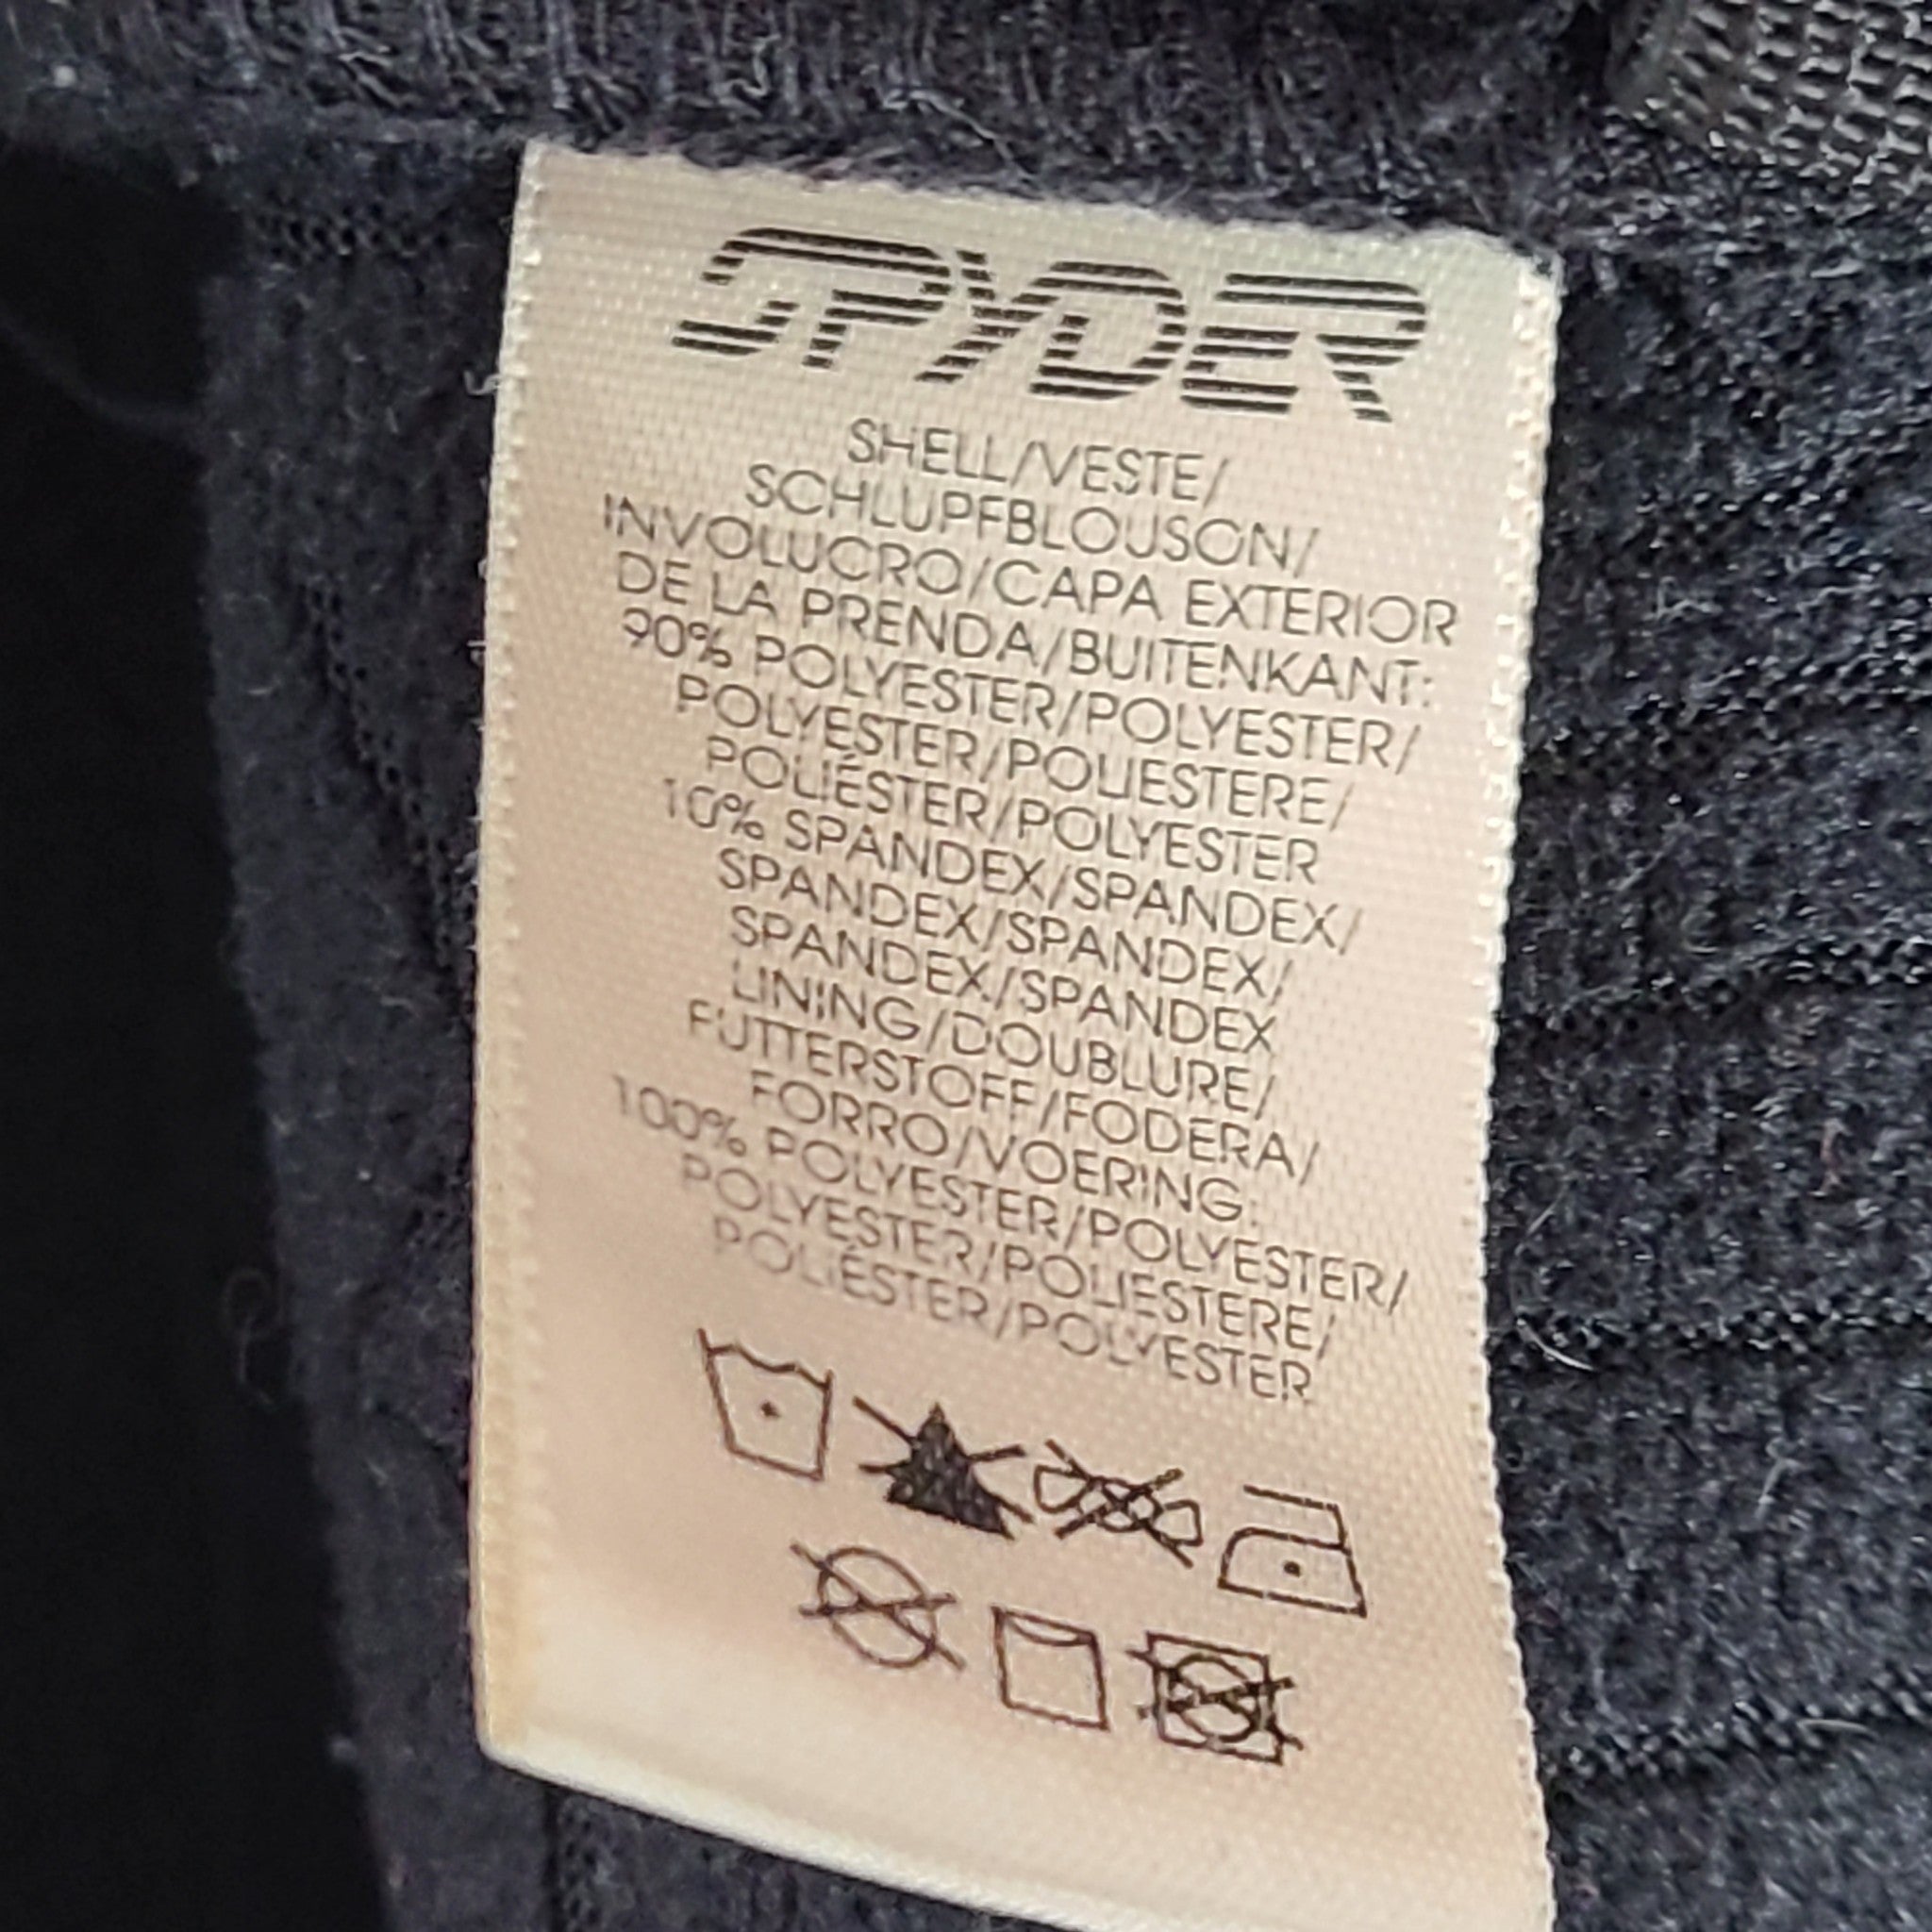 SPYDER
SHELL/VESTE/
SCHLUPFBLOUSON/
INVOLUCRO/CAPA EXTERIOR
DE LA PRENDA/BUITENKANT:
90% POLYESTER/POLYESTER/
POLYESTER/POLIESTERE/
POLIÉSTER/POLYESTER
10% SPANDEX/SPANDEX/
SPANDEX/SPANDEX/
SPANDEX/SPANDEX
LINING/DOUBLURE/
FUTTERSTOFF/FODERA/
FORRO/VOERING:
100% POLYESTER/POLYESTER/
POLYESTER/POLIESTERE/
POLIÉSTER/POLYESTER